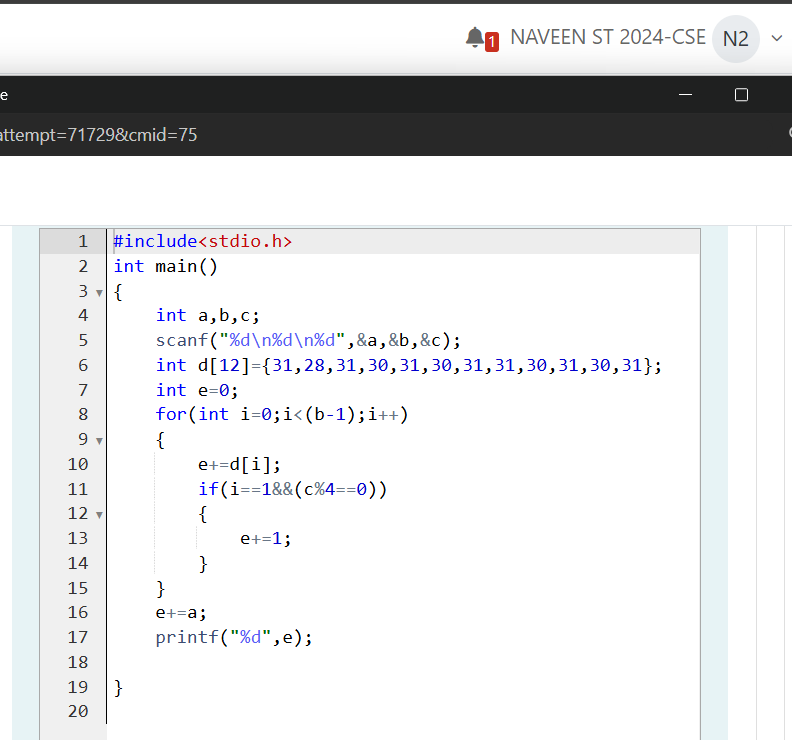 1 NAVEEN ST 2024-CSE N2
e
attempt=71729&cmid=75
1 #include<stdio.h>
2 int main()
3 {
4 int a,b,c;
5 scanf("%d\n%d\n%d",&a,&b,&c);
6 int d[12]={31,28,31,30,31,30,31,31,30,31,30,31};
7 int e=0;
8 for(int i=0;i<(b-1);i++)
9 {
10 e+=d[i];
11 if(i==1&&(c%4==0))
12 {
13 e+=1;
14 }
15 }
16 e+=a;
17 printf("%d",e);
18
19 }
20